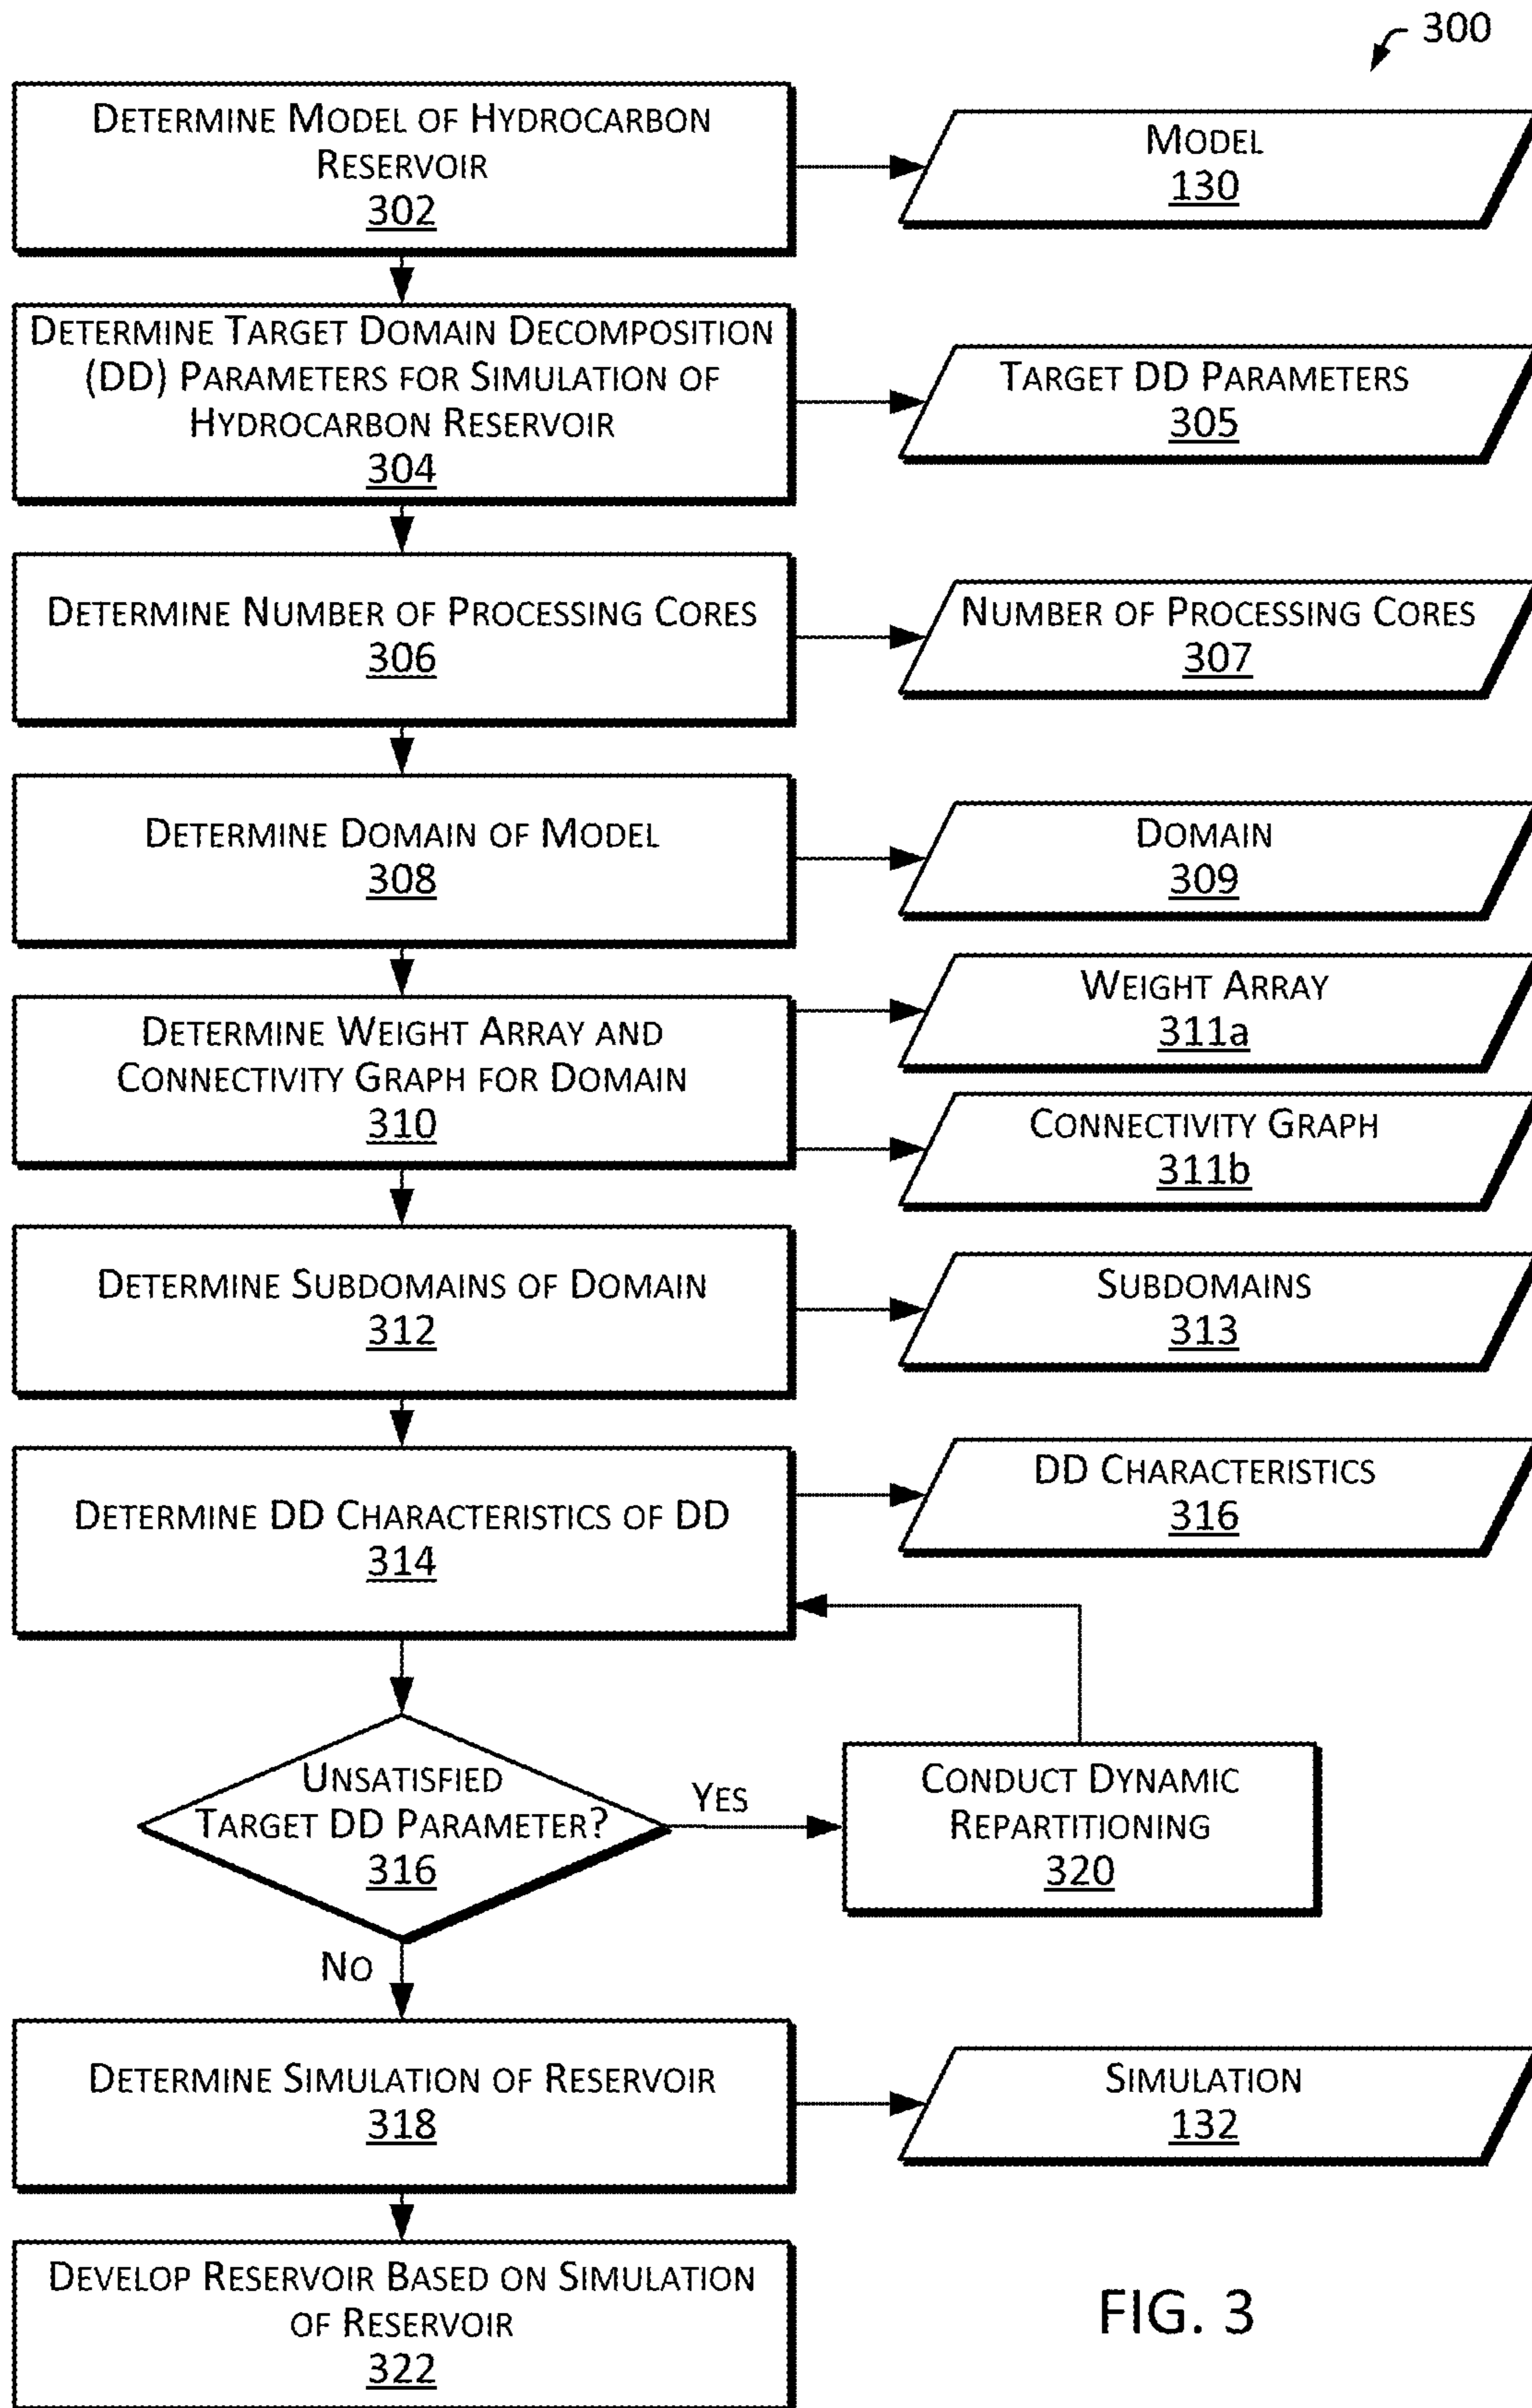 300
DETERMINE MODEL OF HYDROCARBON
RESERVOIR
302
MODEL
130
DETERMINE TARGET DOMAIN DECOMPOSITION
(DD) PARAMETERS FOR SIMULATION OF
HYDROCARBON RESERVOIR
304
TARGET DD PARAMETERS
305
DETERMINE NUMBER OF PROCESSING CORES
306
NUMBER OF PROCESSING CORES
307
DETERMINE DOMAIN OF MODEL
308
DOMAIN
309
DETERMINE WEIGHT ARRAY AND
CONNECTIVITY GRAPH FOR DOMAIN
310
WEIGHT ARRAY
311a
CONNECTIVITY GRAPH
311b
DETERMINE SUBDOMAINS OF DOMAIN
312
SUBDOMAINS
313
DETERMINE DD CHARACTERISTICS OF DD
314
DD CHARACTERISTICS
316
UNSATISFIED
TARGET DD PARAMETER?
316
YES
CONDUCT DYNAMIC
REPARTITIONING
320
NO
DETERMINE SIMULATION OF RESERVOIR
318
SIMULATION
132
DEVELOP RESERVOIR BASED ON SIMULATION
OF RESERVOIR
322
FIG. 3